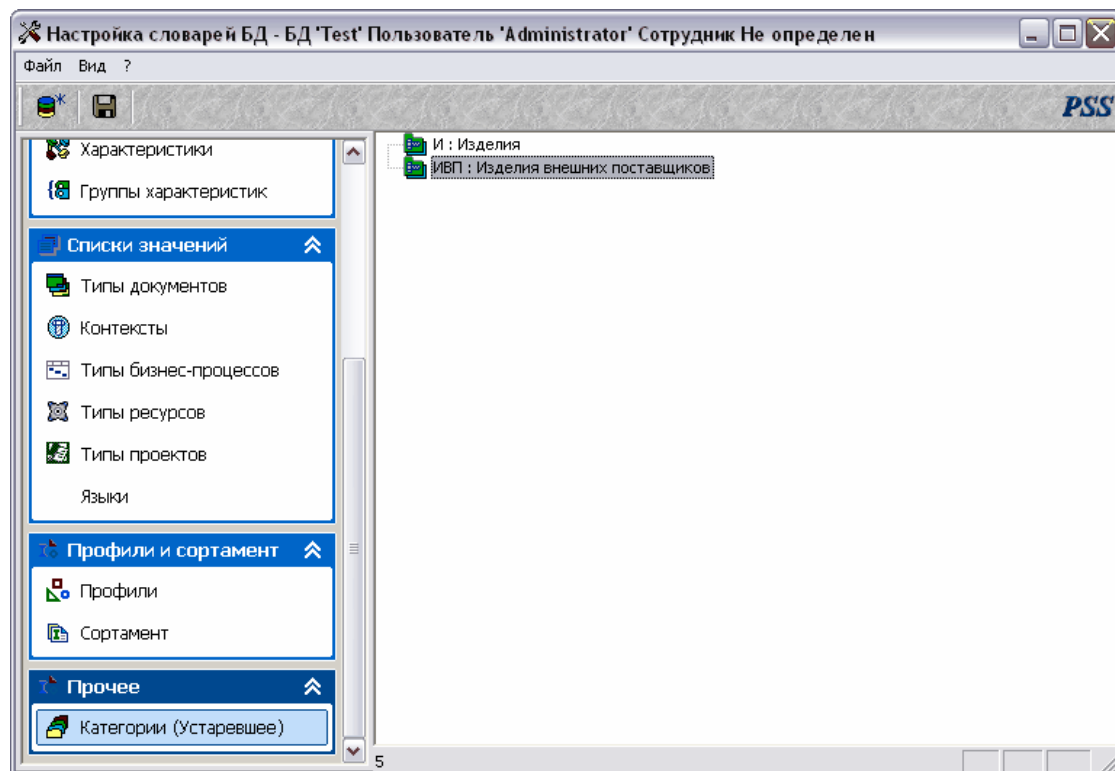 Настройка словарей БД - БД 'Test' Пользователь 'Administrator' Сотрудник Не определен
Файл Вид ?
PSS
Характеристики
Группы характеристик
Списки значений
Типы документов
Контексты
Типы бизнес-процессов
Типы ресурсов
Типы проектов
Языки
Профили и сортамент
Профили
Сортамент
Прочее
Категории (Устаревшее)
И : Изделия
ИВП : Изделия внешних поставщиков
5